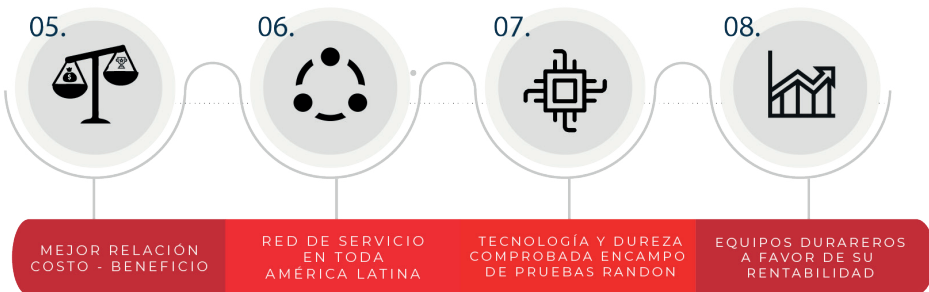 05.
06.
07.
08.
MEJOR RELACIÓN
COSTO - BENEFICIO
RED DE SERVICIO
EN TODA
AMÉRICA LATINA
TECNOLOGÍA Y DUREZA
COMPROBADA ENCAMPO
DE PRUEBAS RANDON
EQUIPOS DURAREROS
A FAVOR DE SU
RENTABILIDAD